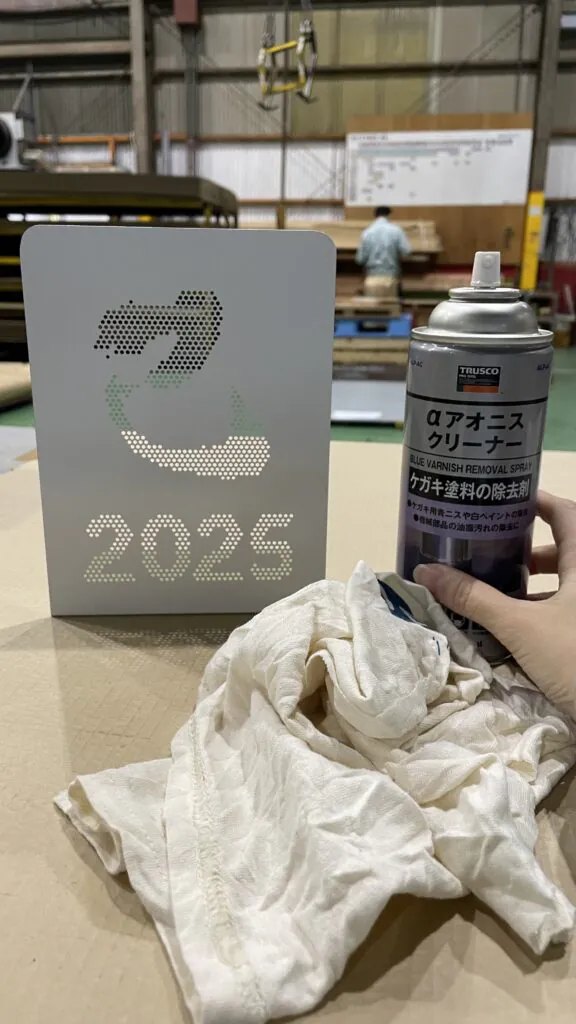 2025
TRUSCO
αアオニス
クリーナー
BLUE VARNISH REMOVAL SPRAY
ケガキ塗料の除去剤
●ケガキ用青ニスや白ペイントの除去
●機械部品の油脂汚れの除去に